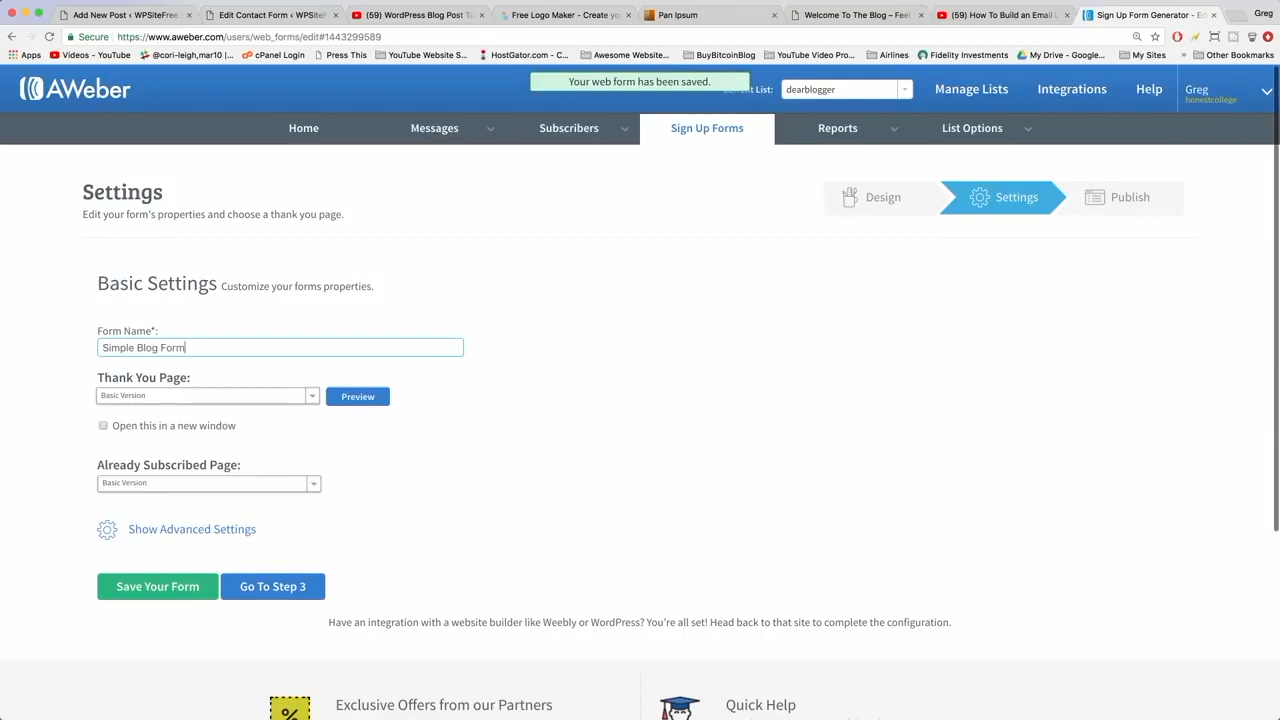 Add New Post ‹ WPSiteFree...
Edit Contact Form ‹ WPSiteF
(59) WordPress Blog Post Tu
Free Logo Maker - Create yo
Pan Ipsum
Welcome To The Blog – Feel
(59) How To Build an Email L
Sign Up Form Generator - Ed
Greg
Secure
https://www.aweber.com/users/web_forms/edit#1443299589
Apps
Videos - YouTube
@cori-leigh,mar10 |...
cPanel Login
Press This
YouTube Website S...
HostGator.com - C...
Awesome Website...
BuyBitcoinBlog
YouTube Video Pro...
Airlines
Fidelity Investments
My Drive - Google...
My Sites
»
Other Bookmarks
AWeber
Your web form has been saved.
List:
dearblogger
Manage Lists
Integrations
Help
Greg
honestcollege
Home
Messages
Subscribers
Sign Up Forms
Reports
List Options
Settings
Edit your form's properties and choose a thank you page.
Design
Settings
Publish
Basic Settings Customize your forms properties.
Form Name*:
Simple Blog Form
Thank You Page:
Basic Version
Preview
Open this in a new window
Already Subscribed Page:
Basic Version
Show Advanced Settings
Save Your Form
Go To Step 3
Have an integration with a website builder like Weebly or WordPress? You're all set! Head back to that site to complete the configuration.
%
Exclusive Offers from our Partners
Quick Help